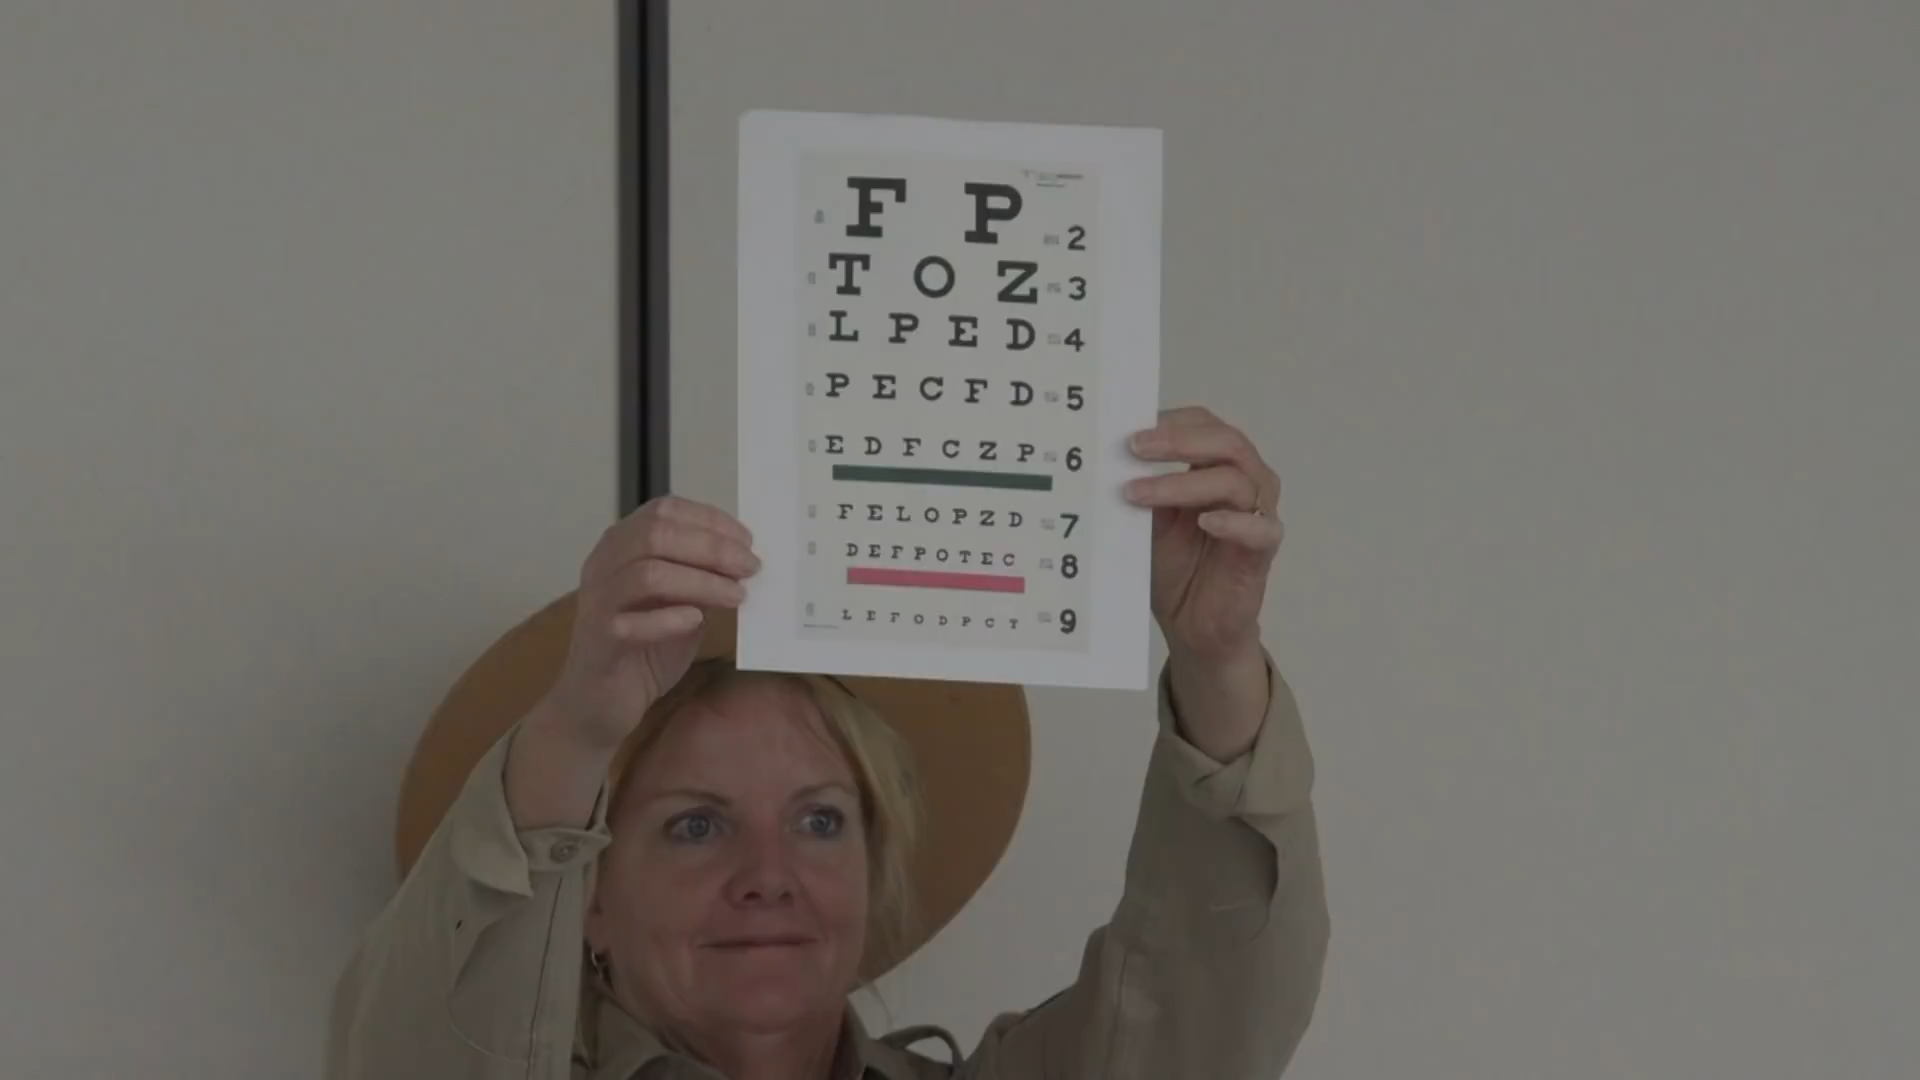 F P 2
T O Z 3
L P E D 4
P E C F D 5
E D F C Z P 6
F E L O P Z D 7
D E F P O T E C 8
L E F O D P C T 9